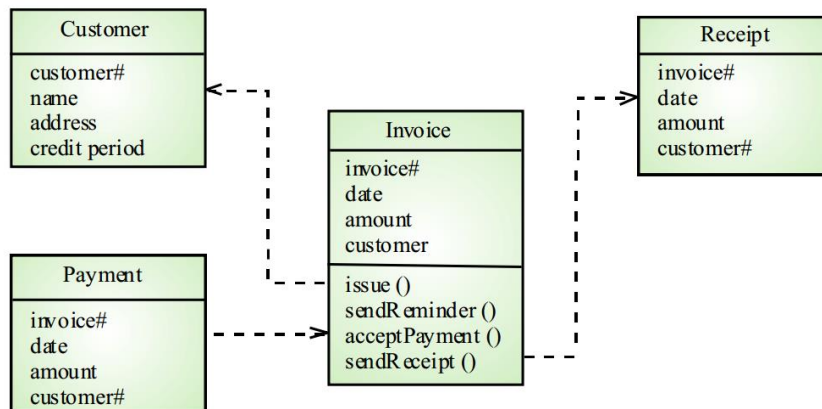 Customer
customer#
name
address
credit period
Receipt
invoice#
date
amount
customer#
Invoice
invoice#
date
amount
customer
issue ()
sendReminder ()
acceptPayment ()
sendReceipt ()
Payment
invoice#
date
amount
customer#